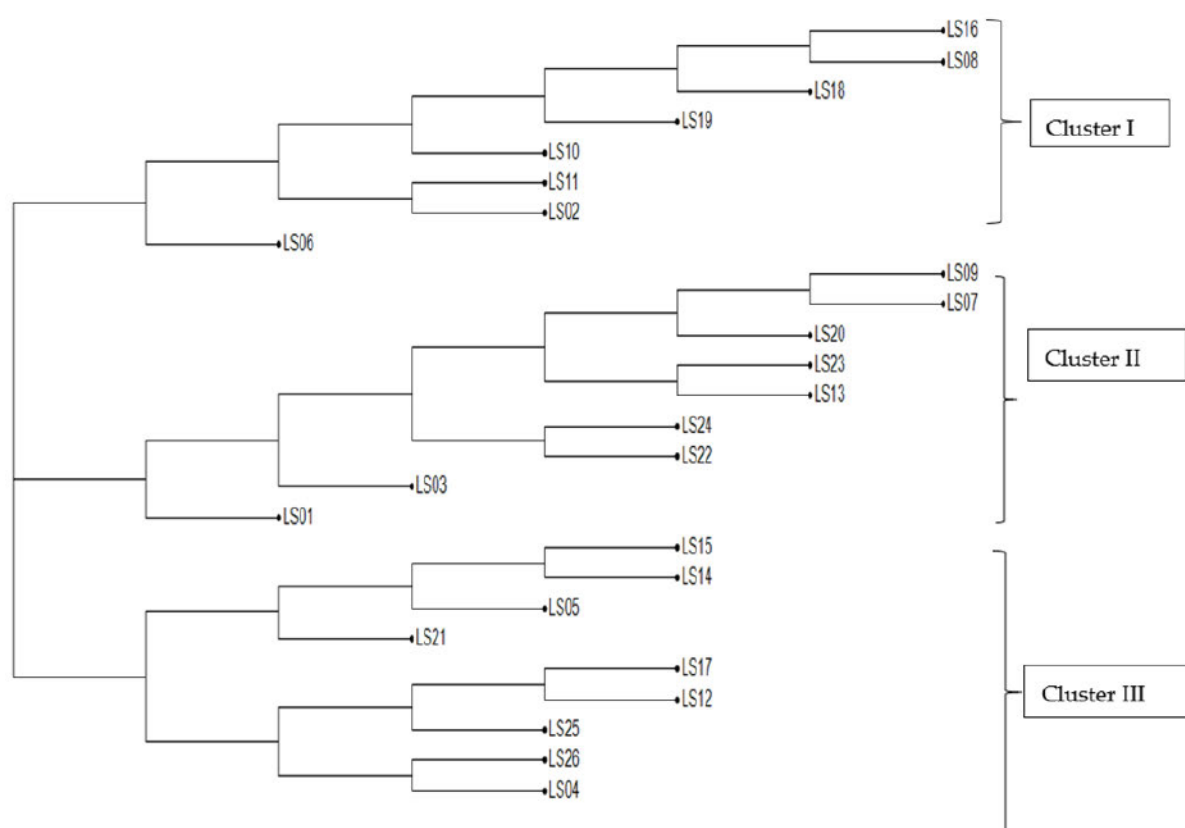 LS16
LS08
LS18
Cluster I
LS19
LS10
LS11
LS02
LS06
LS09
LS07
LS20
Cluster II
LS23
LS13
LS24
LS22
LS03
LS01
LS15
LS14
LS05
LS21
LS17
Cluster III
LS12
LS25
LS26
LS04